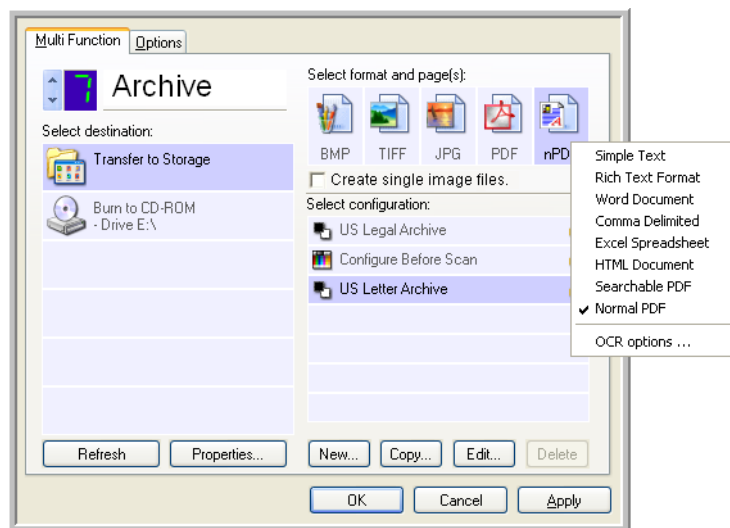 Multi Function
Options
7
Archive
Select destination:
Transfer to Storage
Burn to CD-ROM
- Drive E:\
Select format and page(s):
BMP
TIFF
JPG
PDF
nPD
Create single image files.
Select configuration:
US Legal Archive
Configure Before Scan
US Letter Archive
Simple Text
Rich Text Format
Word Document
Comma Delimited
Excel Spreadsheet
HTML Document
Searchable PDF
Normal PDF
OCR options ...
Refresh
Properties...
New...
Copy...
Edit...
Delete
OK
Cancel
Apply